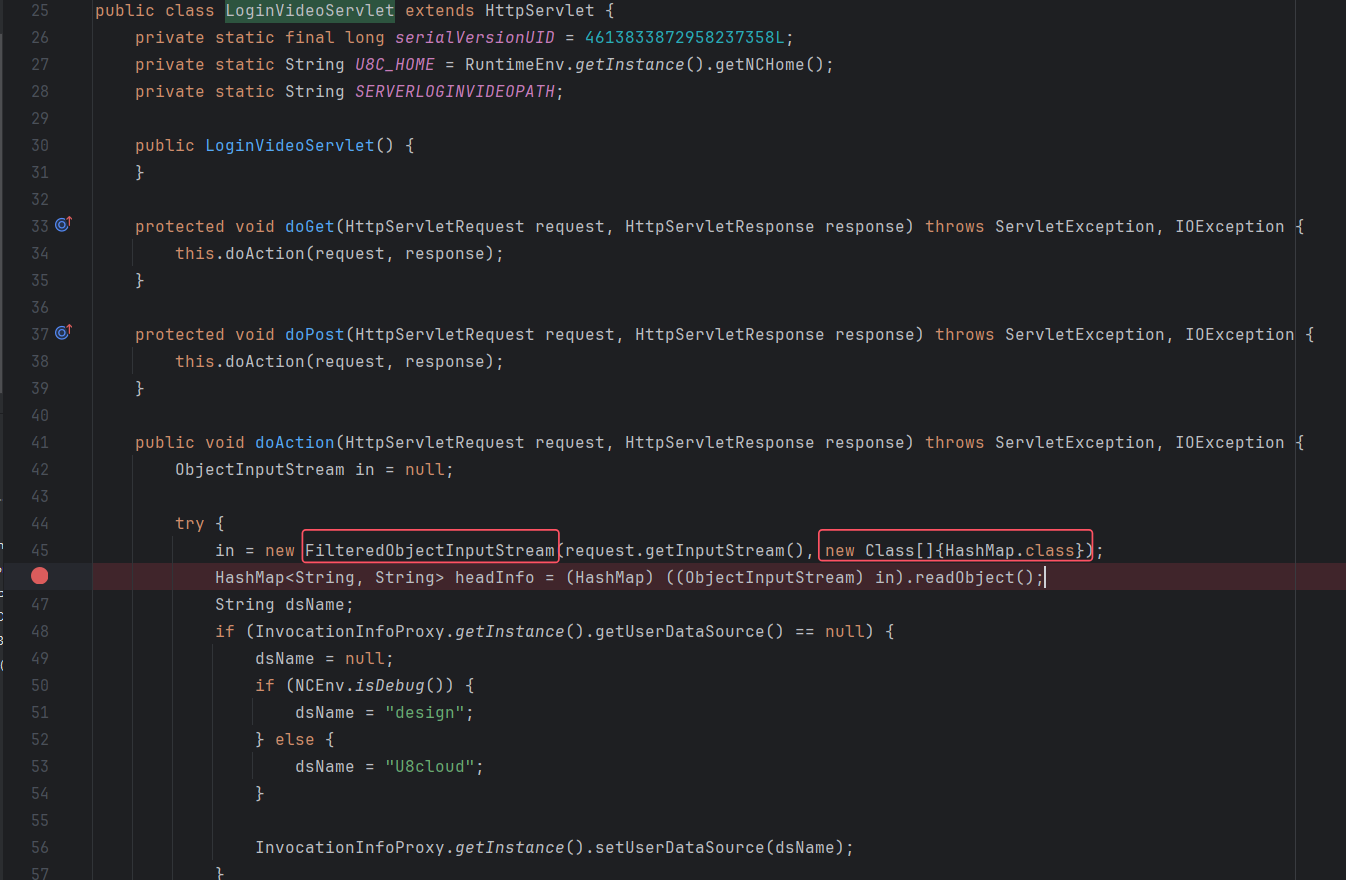 25 public class LoginVideoServlet extends HttpServlet {
26 private static final long serialVersionUID = 4613833872958237358L;
27 private static String U8C_HOME = RuntimeEnv.getInstance().getNCHome();
28 private static String SERVERLOGINVIDEOPATH;
29
30 public LoginVideoServlet() {
31 }
32
33 protected void doGet(HttpServletRequest request, HttpServletResponse response) throws ServletException, IOException {
34 this.doAction(request, response);
35 }
36
37 protected void doPost(HttpServletRequest request, HttpServletResponse response) throws ServletException, IOException {
38 this.doAction(request, response);
39 }
40
41 public void doAction(HttpServletRequest request, HttpServletResponse response) throws ServletException, IOException {
42 ObjectInputStream in = null;
43
44 try {
45 in = new FilteredObjectInputStream(request.getInputStream(), new Class[]{HashMap.class});
HashMap<String, String> headInfo = (HashMap) ((ObjectInputStream) in).readObject();
47 String dsName;
48 if (InvocationInfoProxy.getInstance().getUserDataSource() == null) {
49 dsName = null;
50 if (NCEnv.isDebug()) {
51 dsName = "design";
52 } else {
53 dsName = "U8cloud";
54 }
55
56 InvocationInfoProxy.getInstance().setUserDataSource(dsName);
57 }